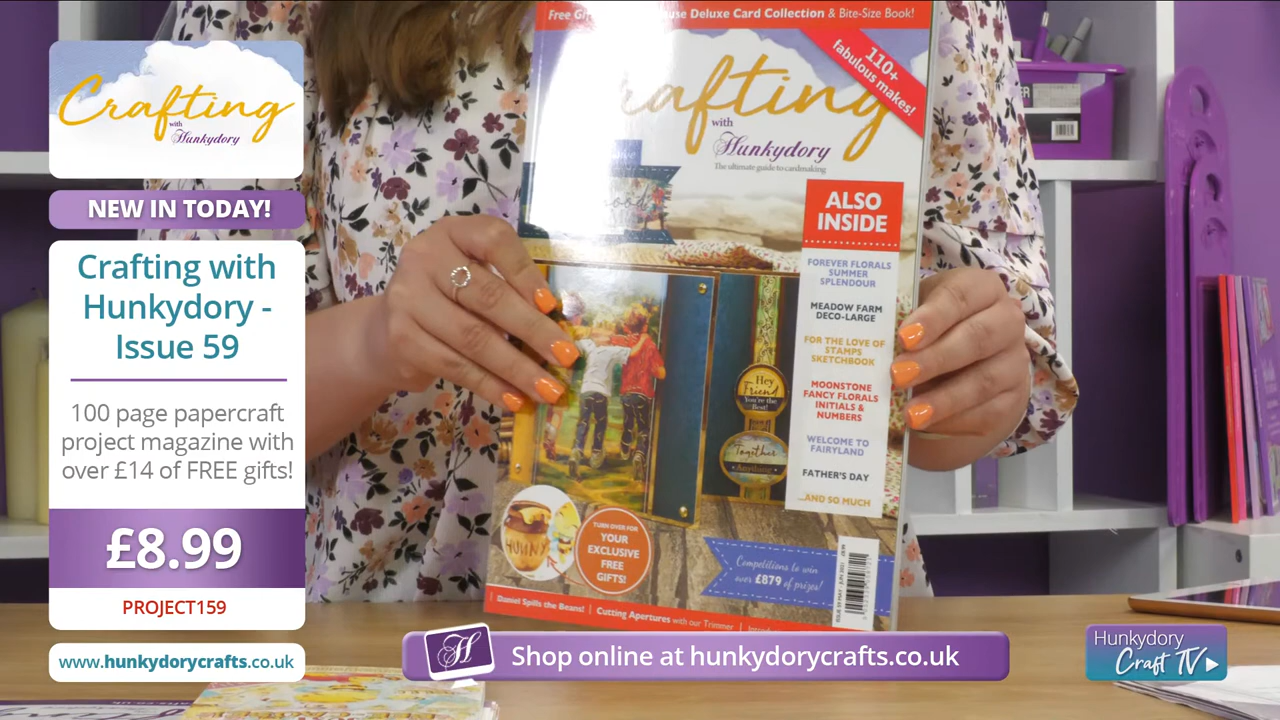 Crafting
with
Hunkydory
NEW IN TODAY!
Crafting with
Hunkydory -
Issue 59
100 page papercraft
project magazine with
over £14 of FREE gifts!
£8.99
PROJECT159
www.hunkydorycrafts.co.uk
Free Gi use Deluxe Card Collection & Bite-Size Book!
110+
fabulous makes!
Crafting
with
Hunkydory
The ultimate guide to cardmaking
ALSO
INSIDE
FOREVER FLORALS
SUMMER
SPLENDOUR
MEADOW FARM
DECO-LARGE
FOR THE LOVE OF
STAMPS
SKETCHBOOK
MOONSTONE
FANCY FLORALS
INITIALS &
NUMBERS
WELCOME TO
FAIRYLAND
FATHER'S DAY
...AND SO MUCH
Hey
Friend
You're the
Best!
Together
Anything
HUNNY
TURN OVER FOR
YOUR
EXCLUSIVE
FREE
GIFTS!
Competitions to win
over £879 of prizes!
Daniel Spills the Beans! | Cutting Apertures with our Trimmer
Shop online at hunkydorycrafts.co.uk
Hunkydory
Craft TV